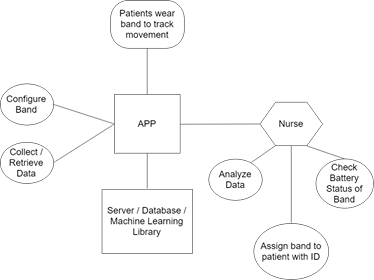 Patients wear
band to track
movement
Configure
Band
APP
Nurse
Collect /
Retrieve
Data
Analyze
Data
Check
Battery
Status of
Band
Server / Database /
Machine Learning
Library
Assign band to
patient with ID